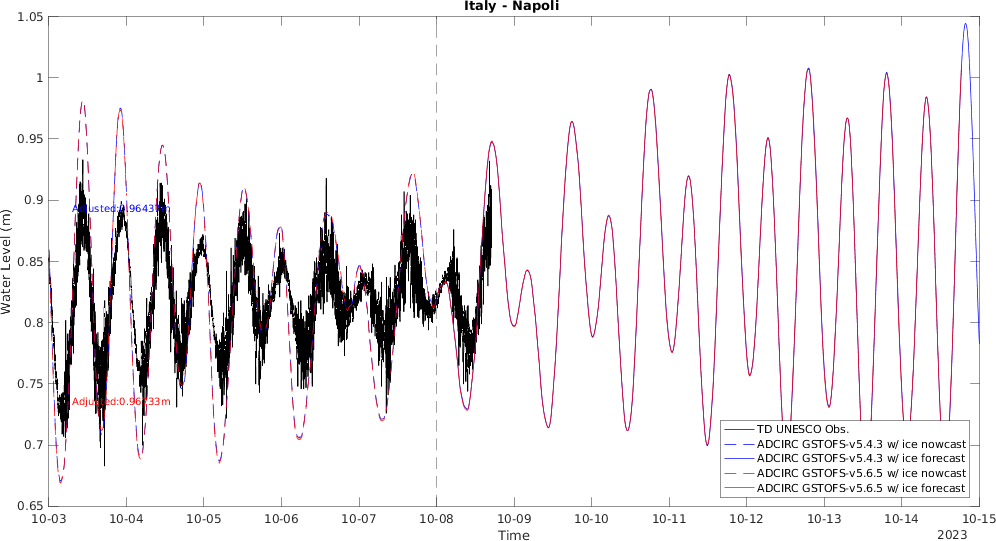 Italy - Napoli
1.05
1
0.95
0.9
0.85
0.8
0.75
0.7
0.65
Water Level (m)
Adjusted:0.96733m
TD UNESCO Obs.
ADCIRC GSTOFS-v5.4.3 w/ ice nowcast
ADCIRC GSTOFS-v5.4.3 w/ ice forecast
ADCIRC GSTOFS-v5.6.5 w/ ice nowcast
ADCIRC GSTOFS-v5.6.5 w/ ice forecast
10-03 10-04 10-05 10-06 10-07 10-08 10-09 10-10 10-11 10-12 10-13 10-14 10-15
Time
2023